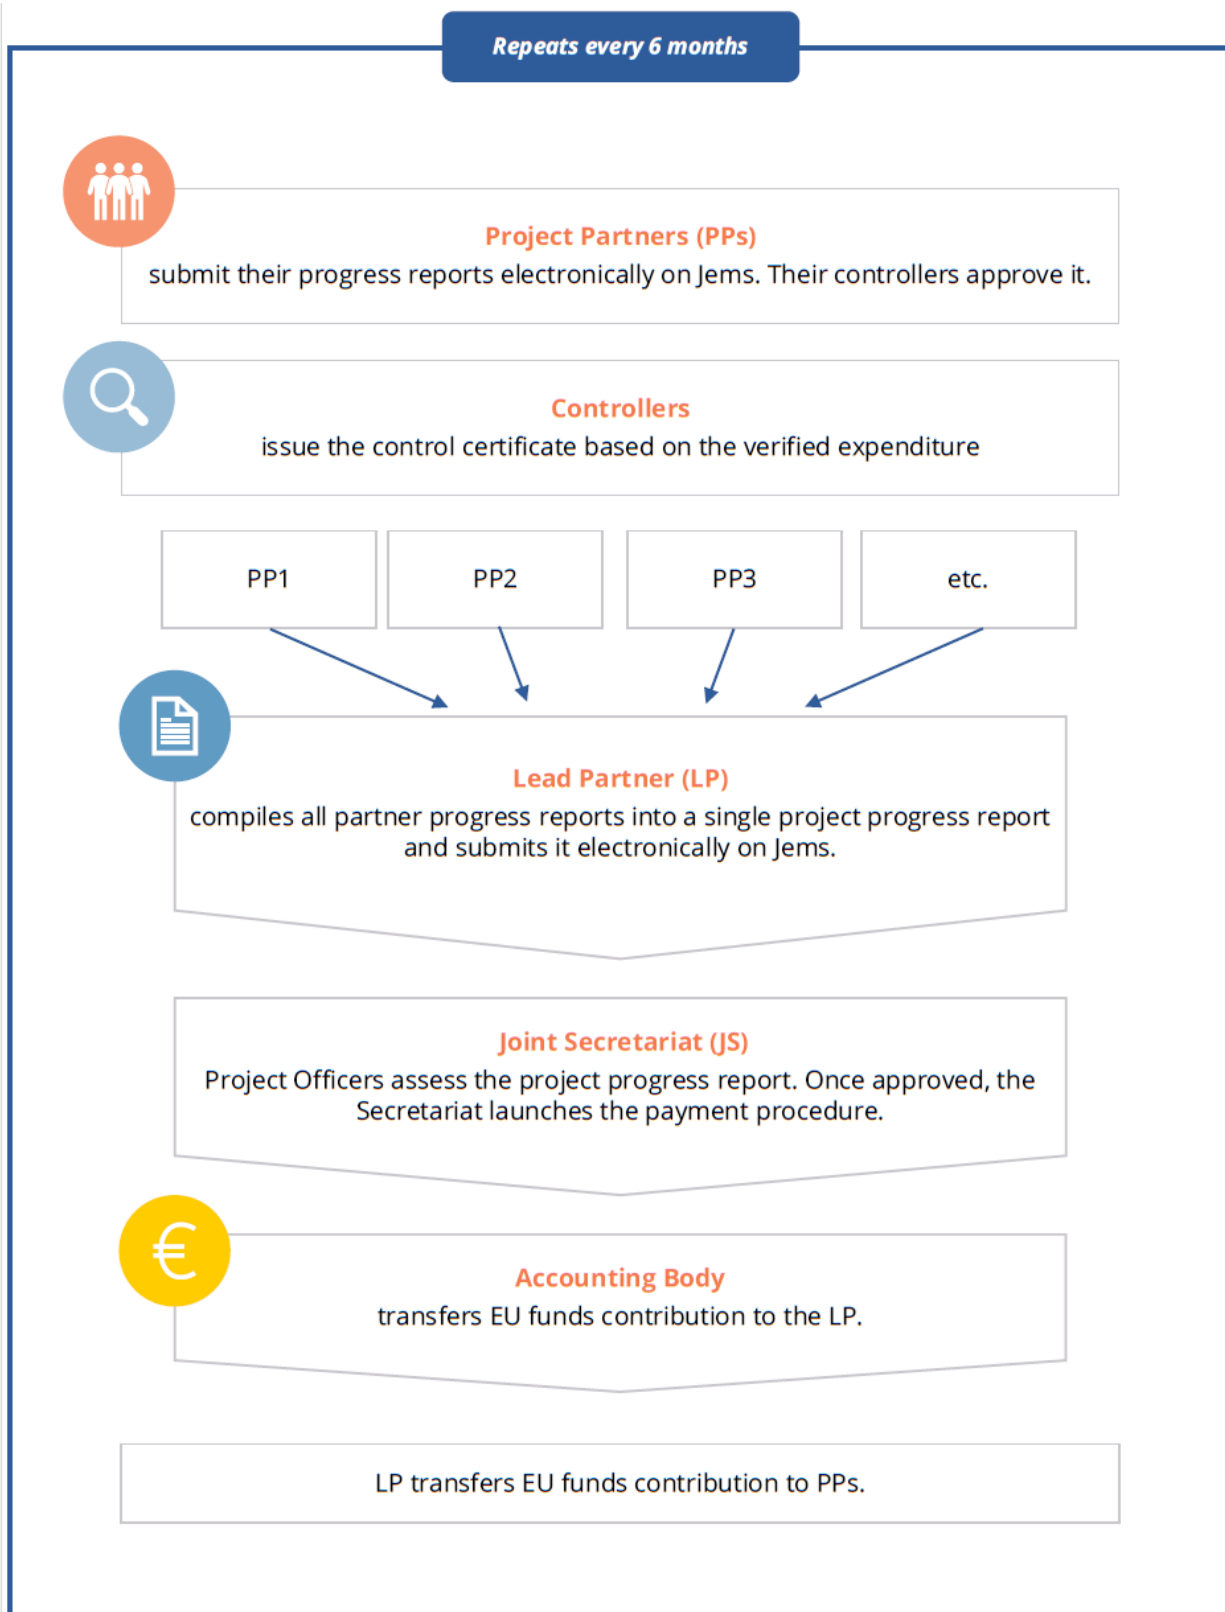 Repeats every 6 months
Project Partners (PPs)
submit their progress reports electronically on Jems. Their controllers approve it.
Controllers
issue the control certificate based on the verified expenditure
PP1
PP2
PP3
etc.
Lead Partner (LP)
compiles all partner progress reports into a single project progress report
and submits it electronically on Jems.
Joint Secretariat (JS)
Project Officers assess the project progress report. Once approved, the
Secretariat launches the payment procedure.
€
Accounting Body
transfers EU funds contribution to the LP.
LP transfers EU funds contribution to PPs.